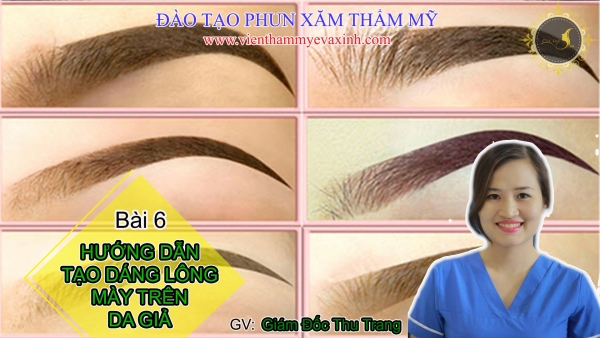 ĐÀO TẠO PHUN XĂM THẨM MỸ
www.vienthammyevaxinh.com
Bài 6
HƯỚNG DẪN
TẠO DÁNG LÔNG
MÀY TRÊN
DA GIẢ
GV: Giám Đốc Thu Trang